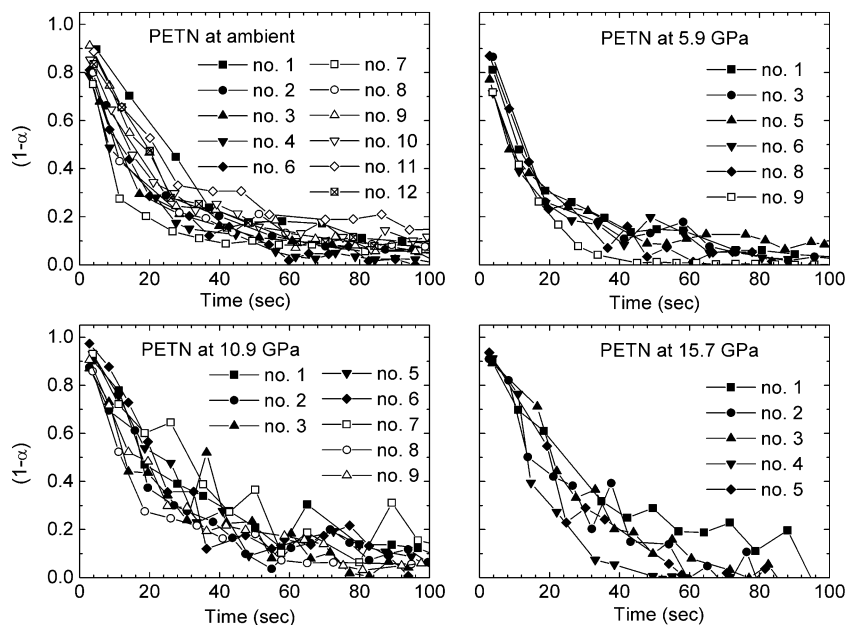 PETN at ambient
no. 1
no. 2
no. 3
no. 4
no. 6
no. 7
no. 8
no. 9
no. 10
no. 11
no. 12
1.0
0.8
0.6
0.4
0.2
0.0
(1-α)
0 20 40 60 80 100
Time (sec)
PETN at 5.9 GPa
no. 1
no. 3
no. 5
no. 6
no. 8
no. 9
0 20 40 60 80 100
Time (sec)
PETN at 10.9 GPa
no. 1
no. 2
no. 3
no. 5
no. 6
no. 7
no. 8
no. 9
1.0
0.8
0.6
0.4
0.2
0.0
(1-α)
0 20 40 60 80 100
Time (sec)
PETN at 15.7 GPa
no. 1
no. 2
no. 3
no. 4
no. 5
0 20 40 60 80 100
Time (sec)